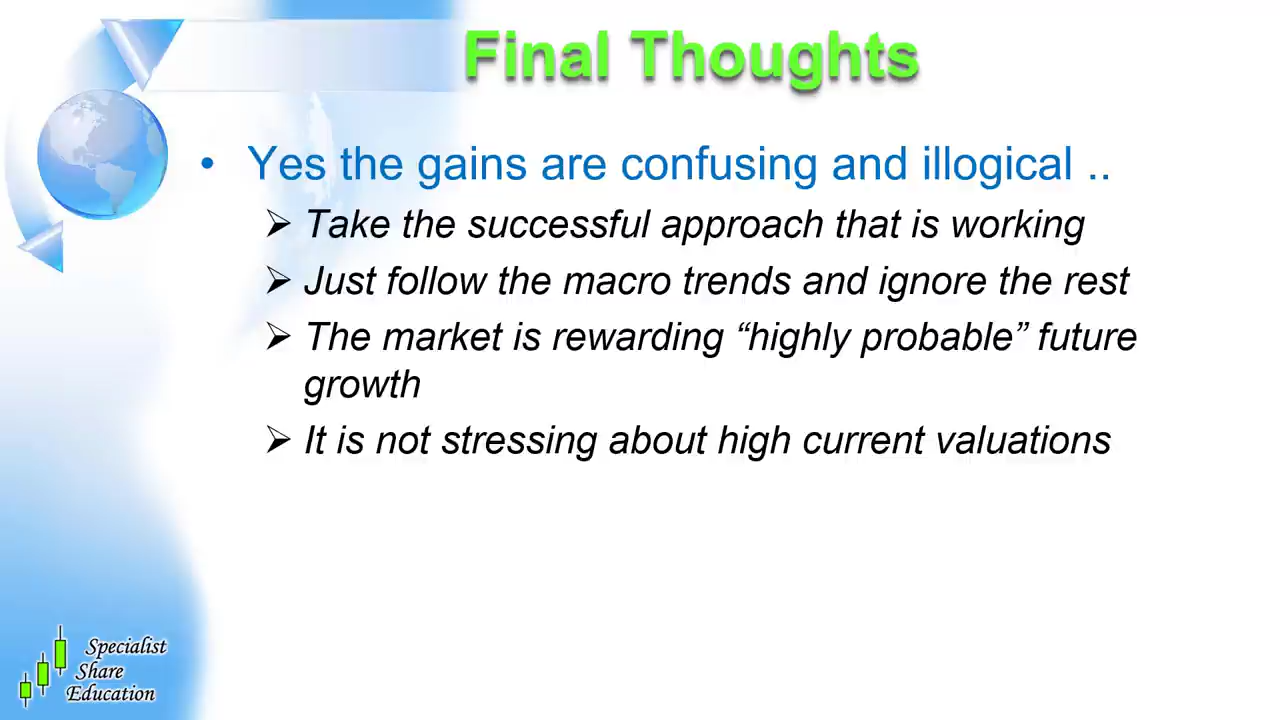 Final Thoughts
• Yes the gains are confusing and illogical ..
➢ Take the successful approach that is working
➢ Just follow the macro trends and ignore the rest
➢ The market is rewarding “highly probable” future
growth
➢ It is not stressing about high current valuations
Specialist
Share
Education